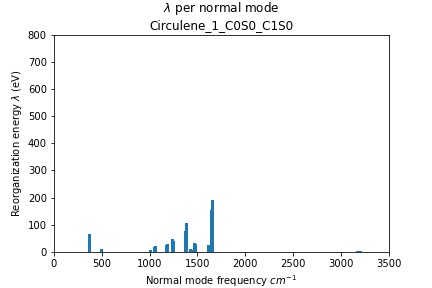 λ per normal mode
Circulene_1_C0S0_C1S0
Reorganization energy λ (eV)
800
700
600
500
400
300
200
100
0
0 500 1000 1500 2000 2500 3000 3500
Normal mode frequency cm⁻¹